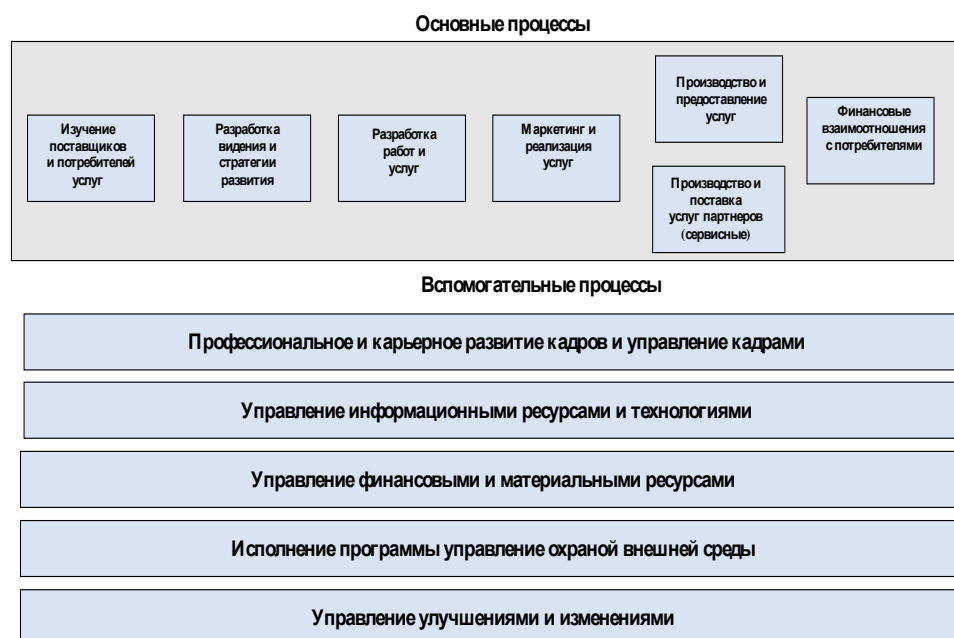 Основные процессы
Изучение
поставщиков
и потребителей
услуг
Разработка
видения и
стратегии
развития
Разработка
работ и
услуг
Маркетинг и
реализация
услуг
Производство и
предоставление
услуг
Производство и
поставка
услуг партнеров
(сервисные)
Финансовые
взаимоотношения
с потребителями
Вспомогательные процессы
Профессиональное и карьерное развитие кадров и управление кадрами
Управление информационными ресурсами и технологиями
Управление финансовыми и материальными ресурсами
Исполнение программы управление охраной внешней среды
Управление улучшениями и изменениями